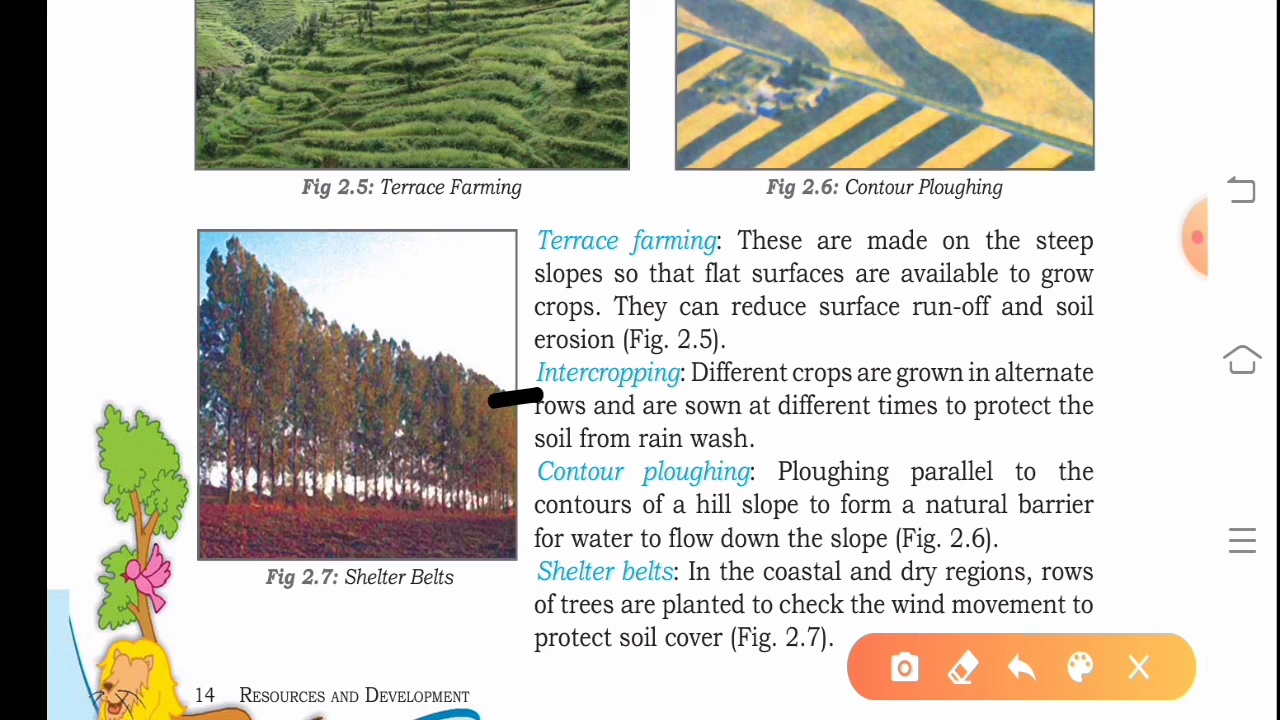 Fig 2.5: Terrace Farming
Fig 2.6: Contour Ploughing
Terrace farming: These are made on the steep
slopes so that flat surfaces are available to grow
crops. They can reduce surface run-off and soil
erosion (Fig. 2.5).
Intercropping: Different crops are grown in alternate
rows and are sown at different times to protect the
soil from rain wash.
Contour ploughing: Ploughing parallel to the
contours of a hill slope to form a natural barrier
for water to flow down the slope (Fig. 2.6).
Shelter belts: In the coastal and dry regions, rows
of trees are planted to check the wind movement to
protect soil cover (Fig. 2.7).
Fig 2.7: Shelter Belts
14 Resources and Development